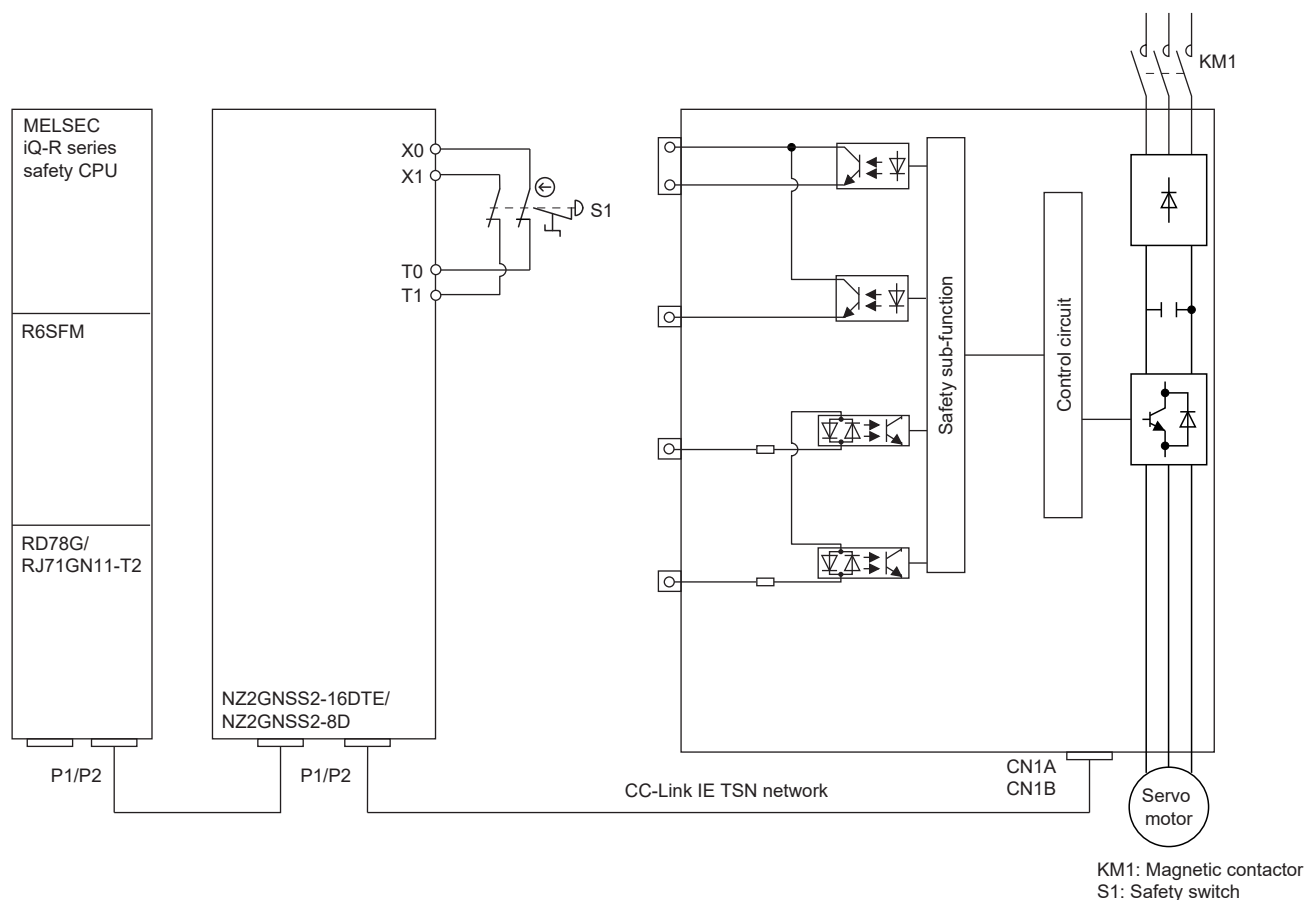 KM1
MELSEC
iQ-R series
safety CPU
R6SFM
RD78G/
RJ71GN11-T2
P1/P2
X0
X1
S1
T0
T1
NZ2GNSS2-16DTE/
NZ2GNSS2-8D
P1/P2
Safety sub-function
Control circuit
CC-Link IE TSN network
CN1A
CN1B
Servo
motor
KM1: Magnetic contactor
S1: Safety switch